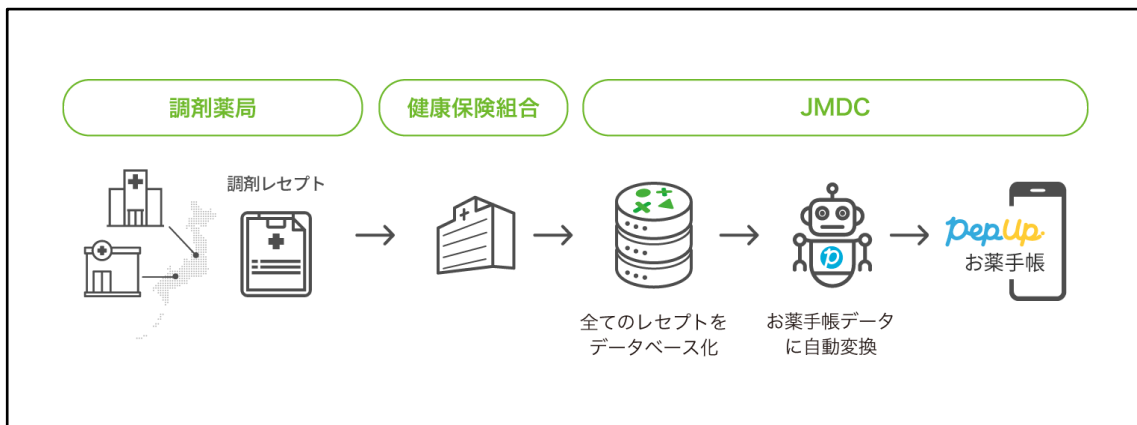 調剤薬局
健康保険組合
JMDC
調剤レセプト
全てのレセプトを
データベース化
お薬手帳データ
に自動変換
PepUp
お薬手帳